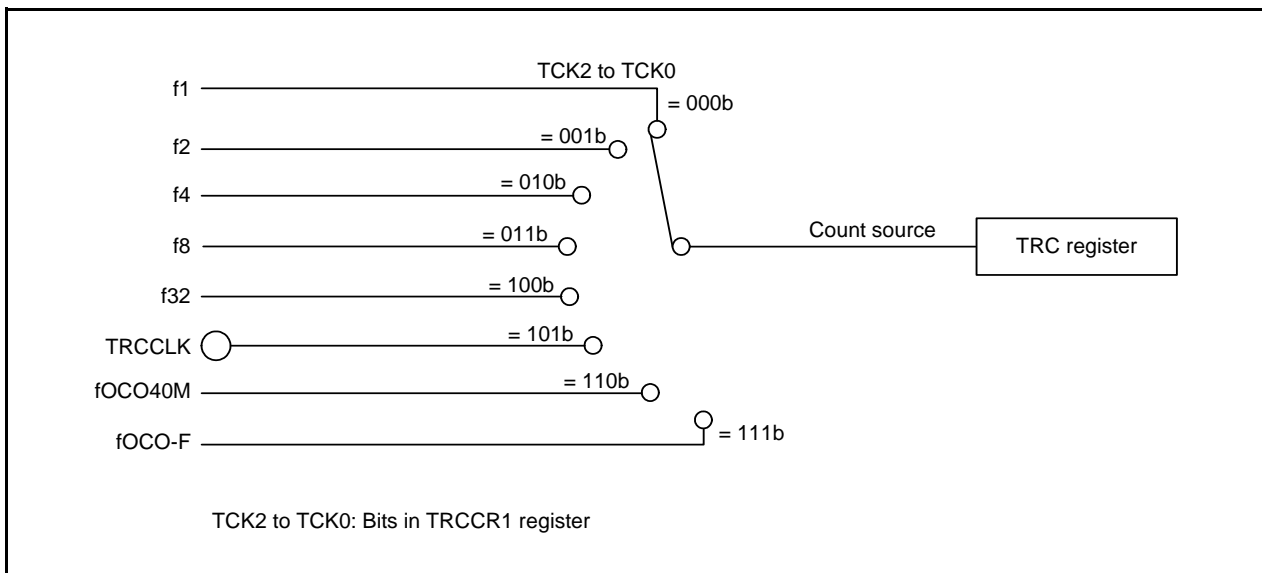 TCK2 to TCK0
f1
= 000b
f2
= 001b
f4
= 010b
f8
= 011b
Count source
TRC register
f32
= 100b
TRCCLK
= 101b
fOCO40M
= 110b
fOCO-F
= 111b
TCK2 to TCK0: Bits in TRCCR1 register